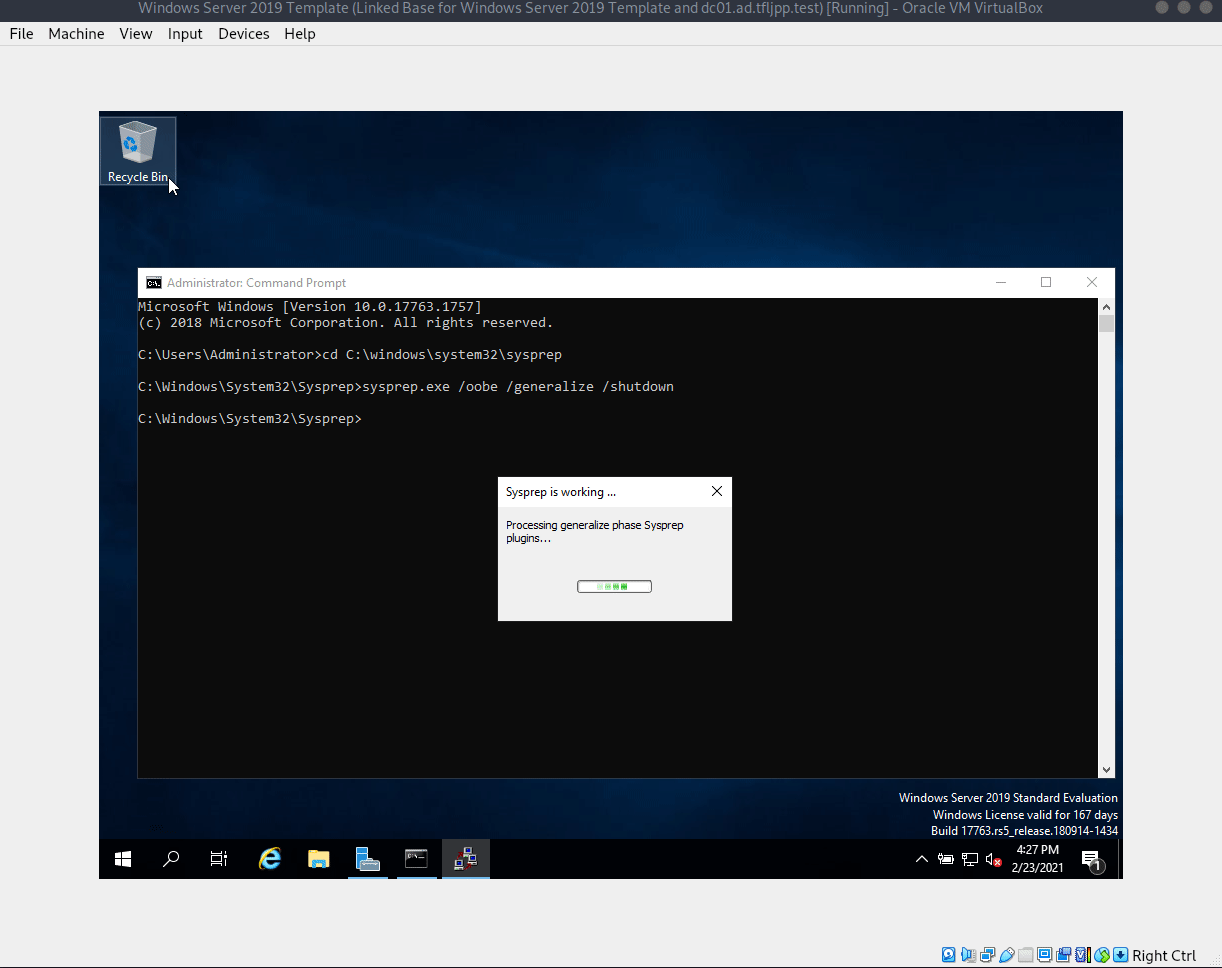 Windows Server 2019 Template (Linked Base for Windows Server 2019 Template and dc01.ad.tfljpp.test) [Running] - Oracle VM VirtualBox
File Machine View Input Devices Help
Recycle Bin
Administrator: Command Prompt
Microsoft Windows [Version 10.0.17763.1757]
(c) 2018 Microsoft Corporation. All rights reserved.
C:\Users\Administrator>cd C:\windows\system32\sysprep
C:\Windows\System32\Sysprep>sysprep.exe /oobe /generalize /shutdown
C:\Windows\System32\Sysprep>
Sysprep is working ...
Processing generalize phase Sysprep
plugins...
Windows Server 2019 Standard Evaluation
Windows License valid for 167 days
Build 17763.rs5_release.180914-1434
4:27 PM
2/23/2021
1
Right Ctrl